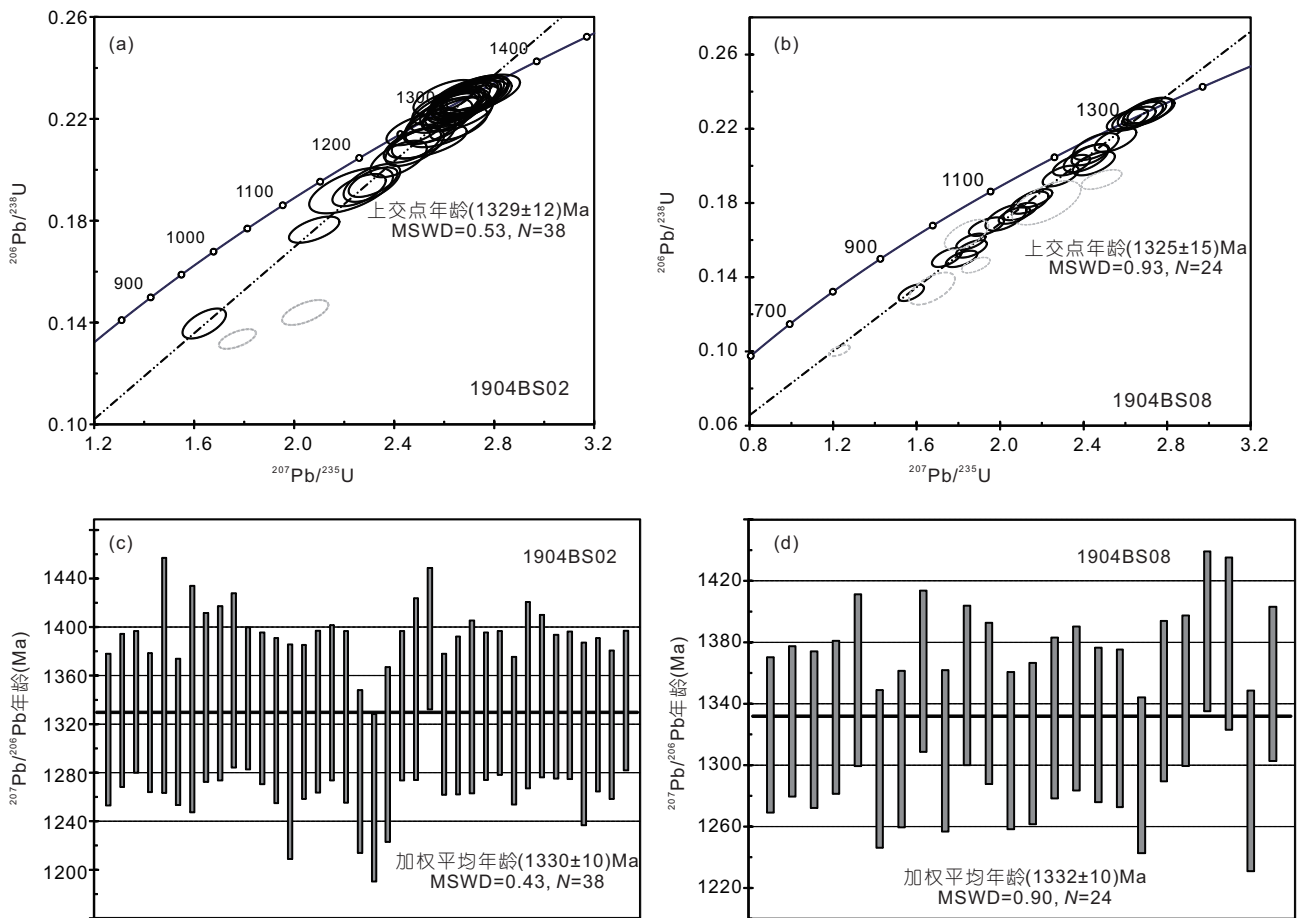 (a)
0.26
0.22
0.18
0.14
0.10
²⁰⁶Pb/²³⁸U
900
1000
1100
1200
1300
1400
上交点年龄(1329±12)Ma
MSWD=0.53, N=38
1904BS02
1.2 1.6 2.0 2.4 2.8 3.2
²⁰⁷Pb/²³⁵U
(b)
0.26
0.22
0.18
0.14
0.10
0.06
²⁰⁶Pb/²³⁸U
700
900
1100
1300
上交点年龄(1325±15)Ma
MSWD=0.93, N=24
1904BS08
0.8 1.2 1.6 2.0 2.4 2.8 3.2
²⁰⁷Pb/²³⁵U
(c)
1904BS02
1440
1400
1360
1320
1280
1240
1200
²⁰⁷Pb/²⁰⁶Pb年龄(Ma)
加权平均年龄(1330±10)Ma
MSWD=0.43, N=38
(d)
1904BS08
1420
1380
1340
1300
1260
1220
²⁰⁷Pb/²⁰⁶Pb年龄(Ma)
加权平均年龄(1332±10)Ma
MSWD=0.90, N=24